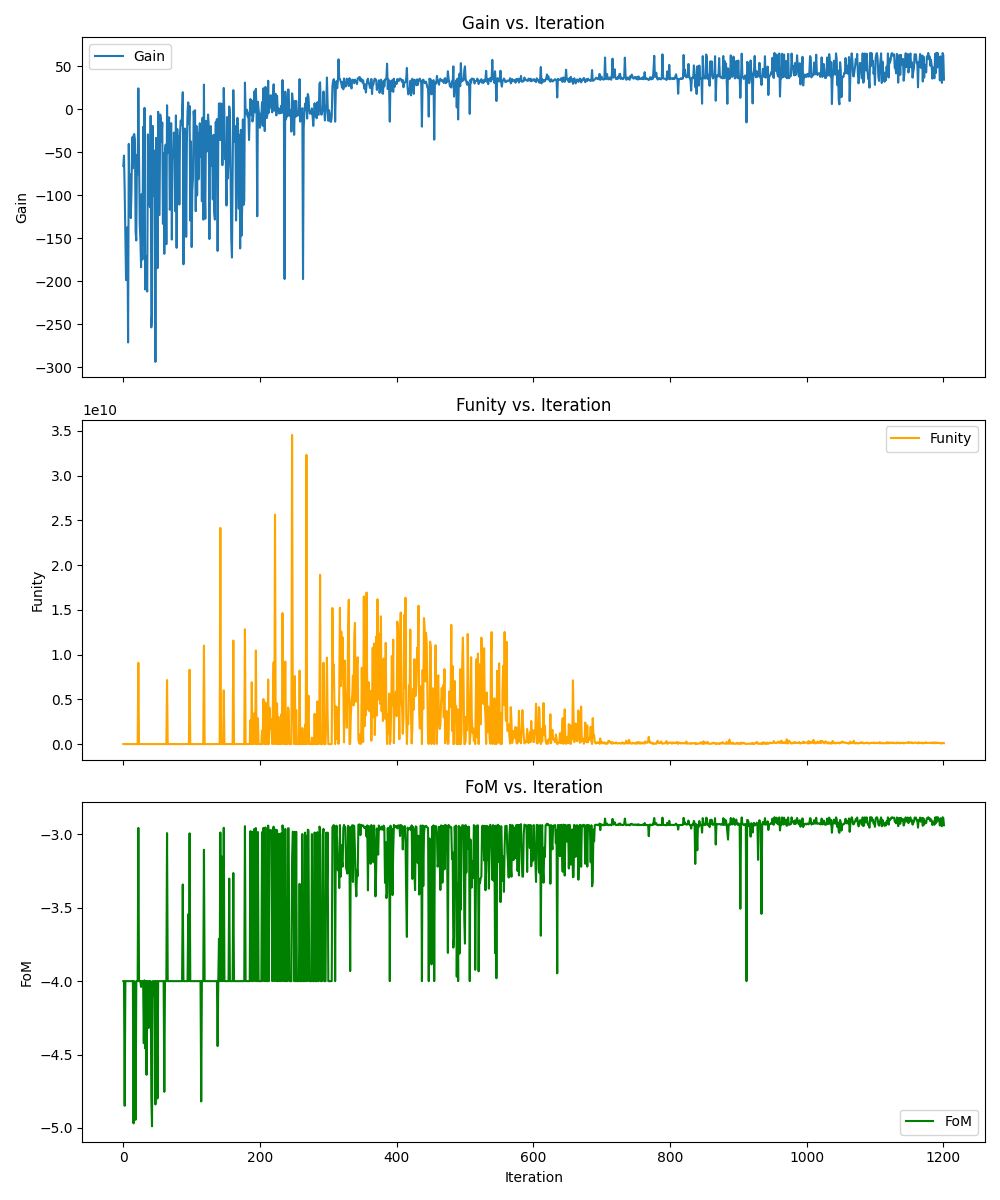 Gain vs. Iteration
Gain
50
0
−50
−100
−150
−200
−250
−300
Gain
Funity vs. Iteration
1e10
Funity
3.5
3.0
2.5
2.0
1.5
1.0
0.5
0.0
Funity
FoM vs. Iteration
−3.0
−3.5
−4.0
−4.5
−5.0
FoM
FoM
0 200 400 600 800 1000 1200
Iteration